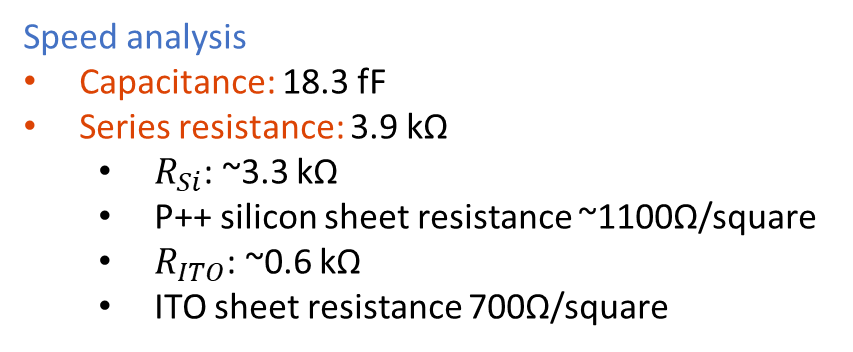 Speed analysis
• Capacitance: 18.3 fF
• Series resistance: 3.9 kΩ
• R_Si: ~3.3 kΩ
• P++ silicon sheet resistance ~1100Ω/square
• R_ITO: ~0.6 kΩ
• ITO sheet resistance 700Ω/square